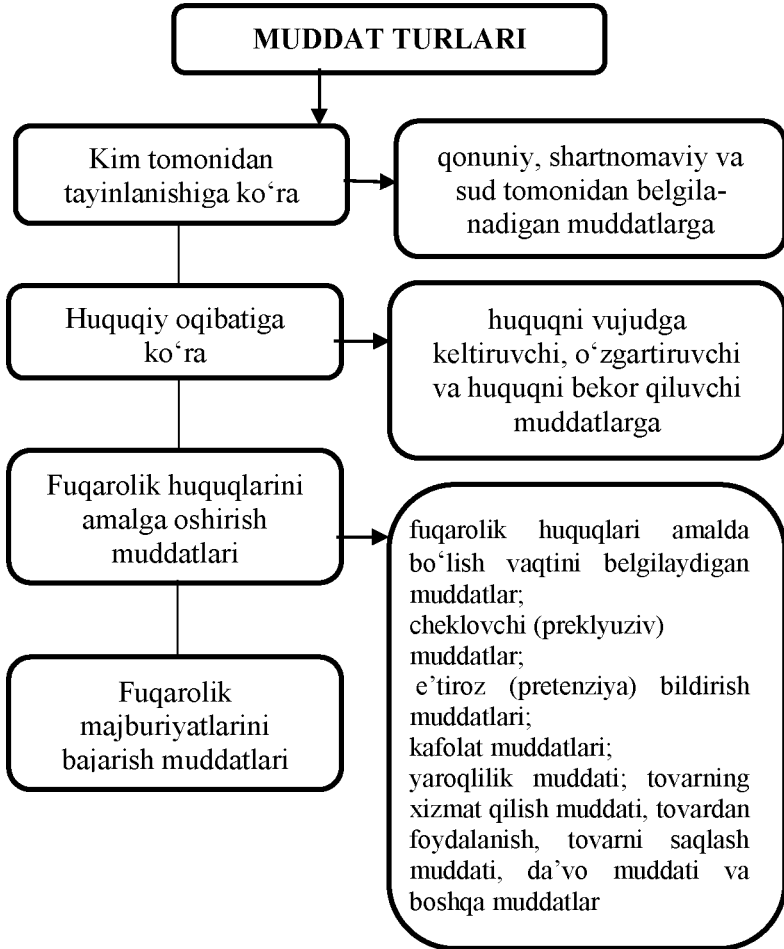 MUDDAT TURLARI
Kim tomonidan
tayinlanishiga ko‘ra
qonuniy, shartnomaviy va
sud tomonidan belgila-
nadigan muddatlarga
Huquqiy oqibatiga
ko‘ra
huquqni vujudga
keltiruvchi, o‘zgartiruvchi
va huquqni bekor qiluvchi
muddatlarga
Fuqarolik huquqlarini
amalga oshirish
muddatlari
fuqarolik huquqlari amalda
bo‘lish vaqtini belgilaydigan
muddatlar;
cheklovchi (preklyuziv)
muddatlar;
e’tiroz (pretenziya) bildirish
muddatlari;
kafolat muddatlari;
yaroqlilik muddati; tovarning
xizmat qilish muddati, tovardan
foydalanish, tovarni saqlash
muddati, da’vo muddati va
boshqa muddatlar
Fuqarolik
majburiyatlarini
bajarish muddatlari